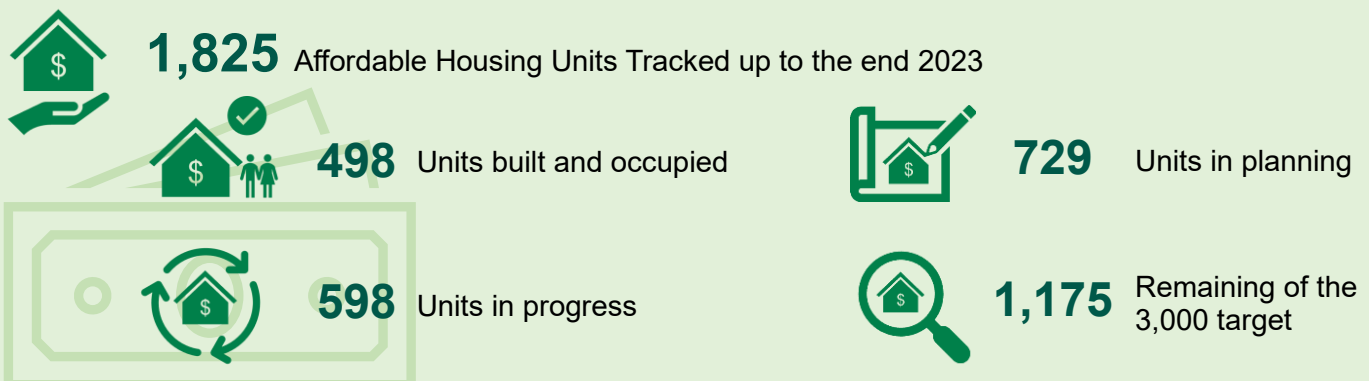 $
1,825 Affordable Housing Units Tracked up to the end 2023
$
498 Units built and occupied
$
729 Units in planning
$
598 Units in progress
$
1,175 Remaining of the
3,000 target